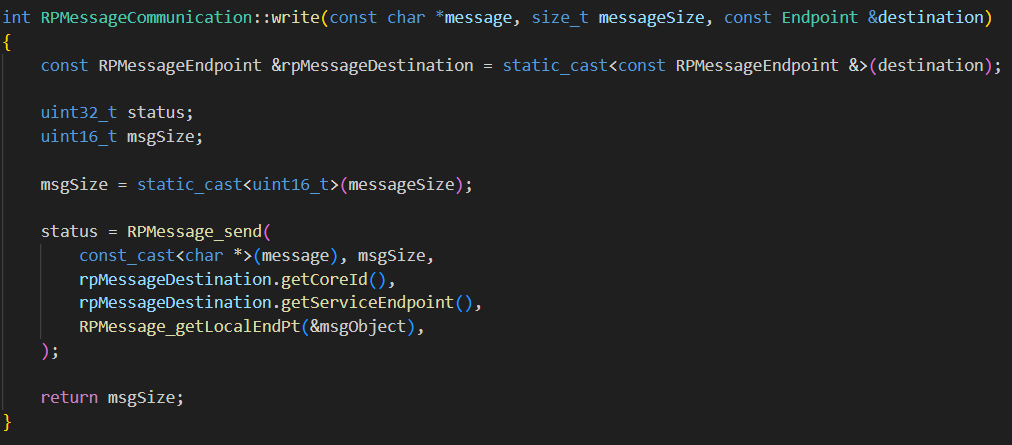 int RPMessageCommunication::write(const char *message, size_t messageSize, const Endpoint &destination)
{
    const RPMessageEndpoint &rpMessageDestination = static_cast<const RPMessageEndpoint &>(destination);

    uint32_t status;
    uint16_t msgSize;

    msgSize = static_cast<uint16_t>(messageSize);

    status = RPMessage_send(
        const_cast<char *>(message), msgSize,
        rpMessageDestination.getCoreId(),
        rpMessageDestination.getServiceEndpoint(),
        RPMessage_getLocalEndPt(&msgObject),
    );

    return msgSize;
}